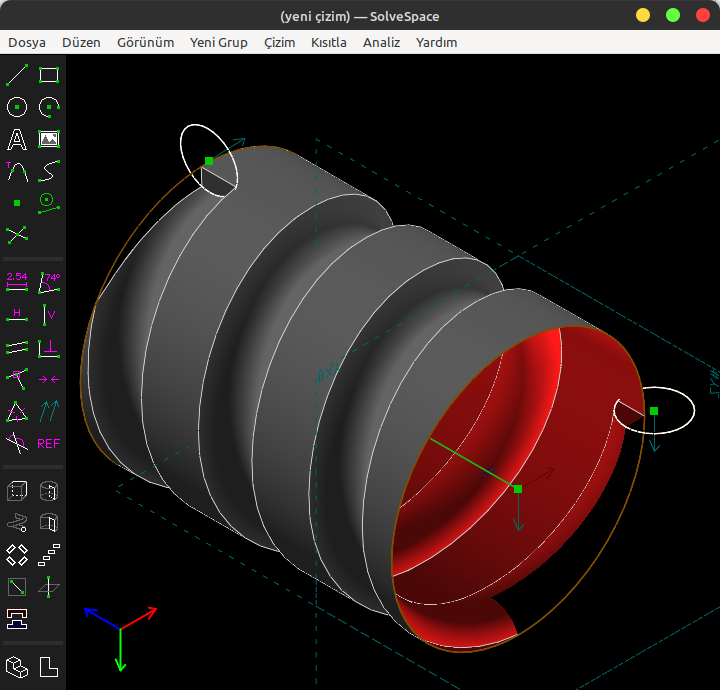 (yeni çizim) — SolveSpace
Dosya Düzen Görünüm Yeni Grup Çizim Kısıtla Analiz Yardım
A
T
2.54 74°
H V
REF